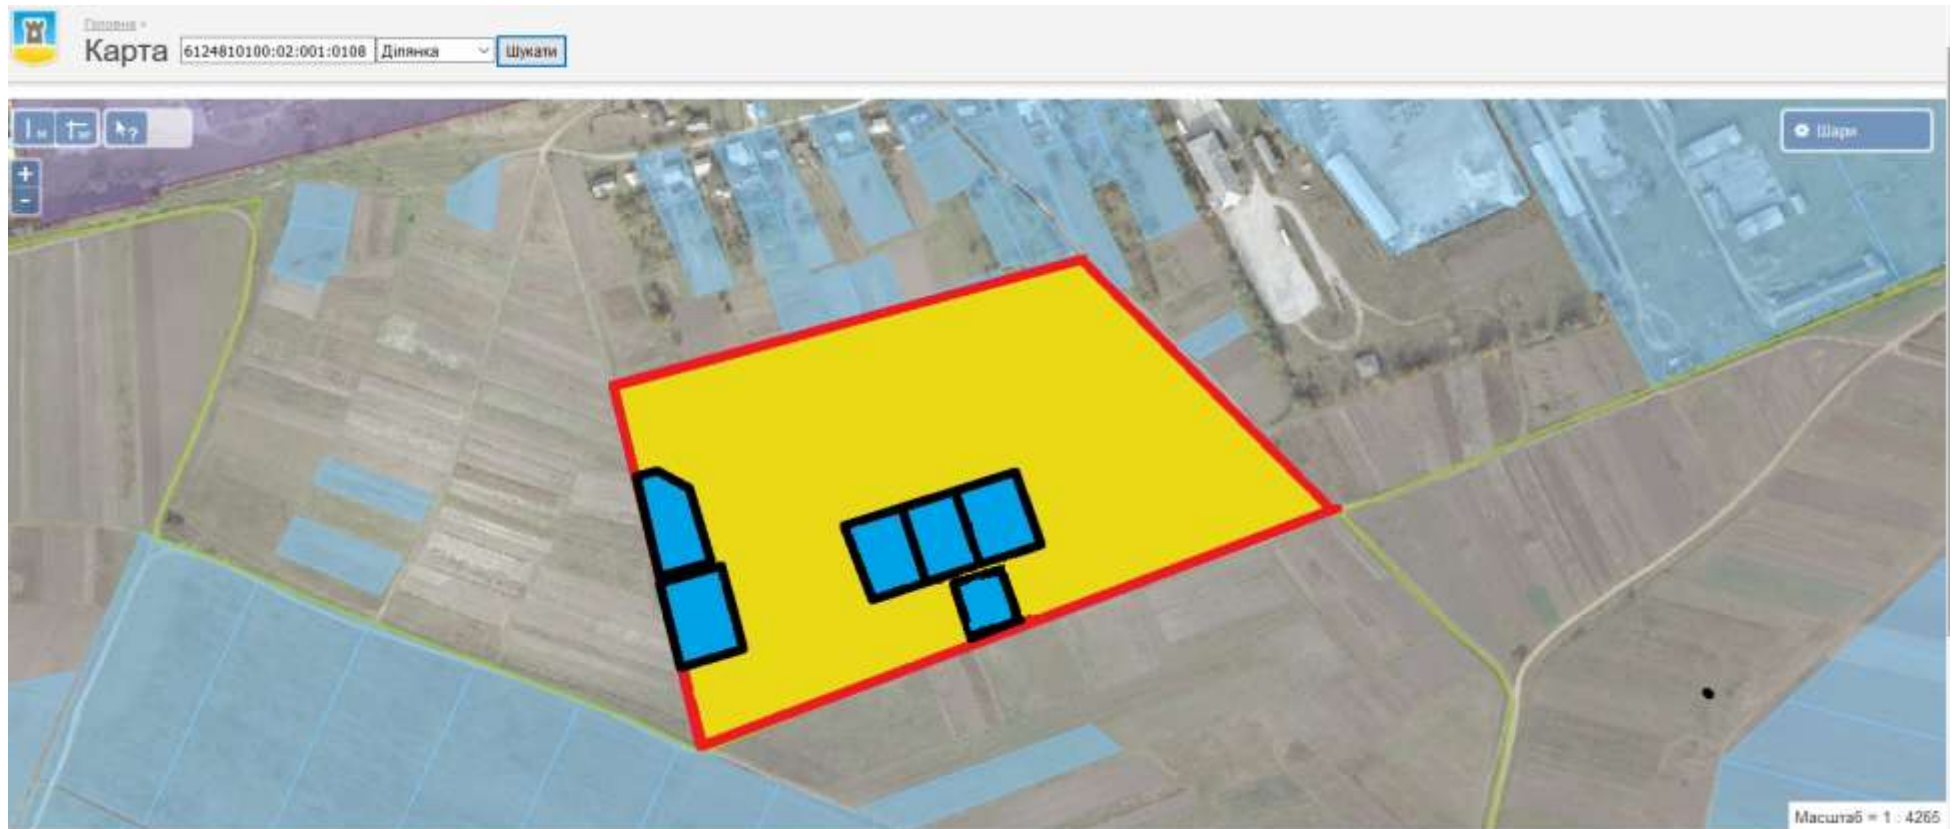 Головна »
Карта 6124810100:02:001:0108 Ділянка Шукати
Шари
+
-
Масштаб = 1 : 4265